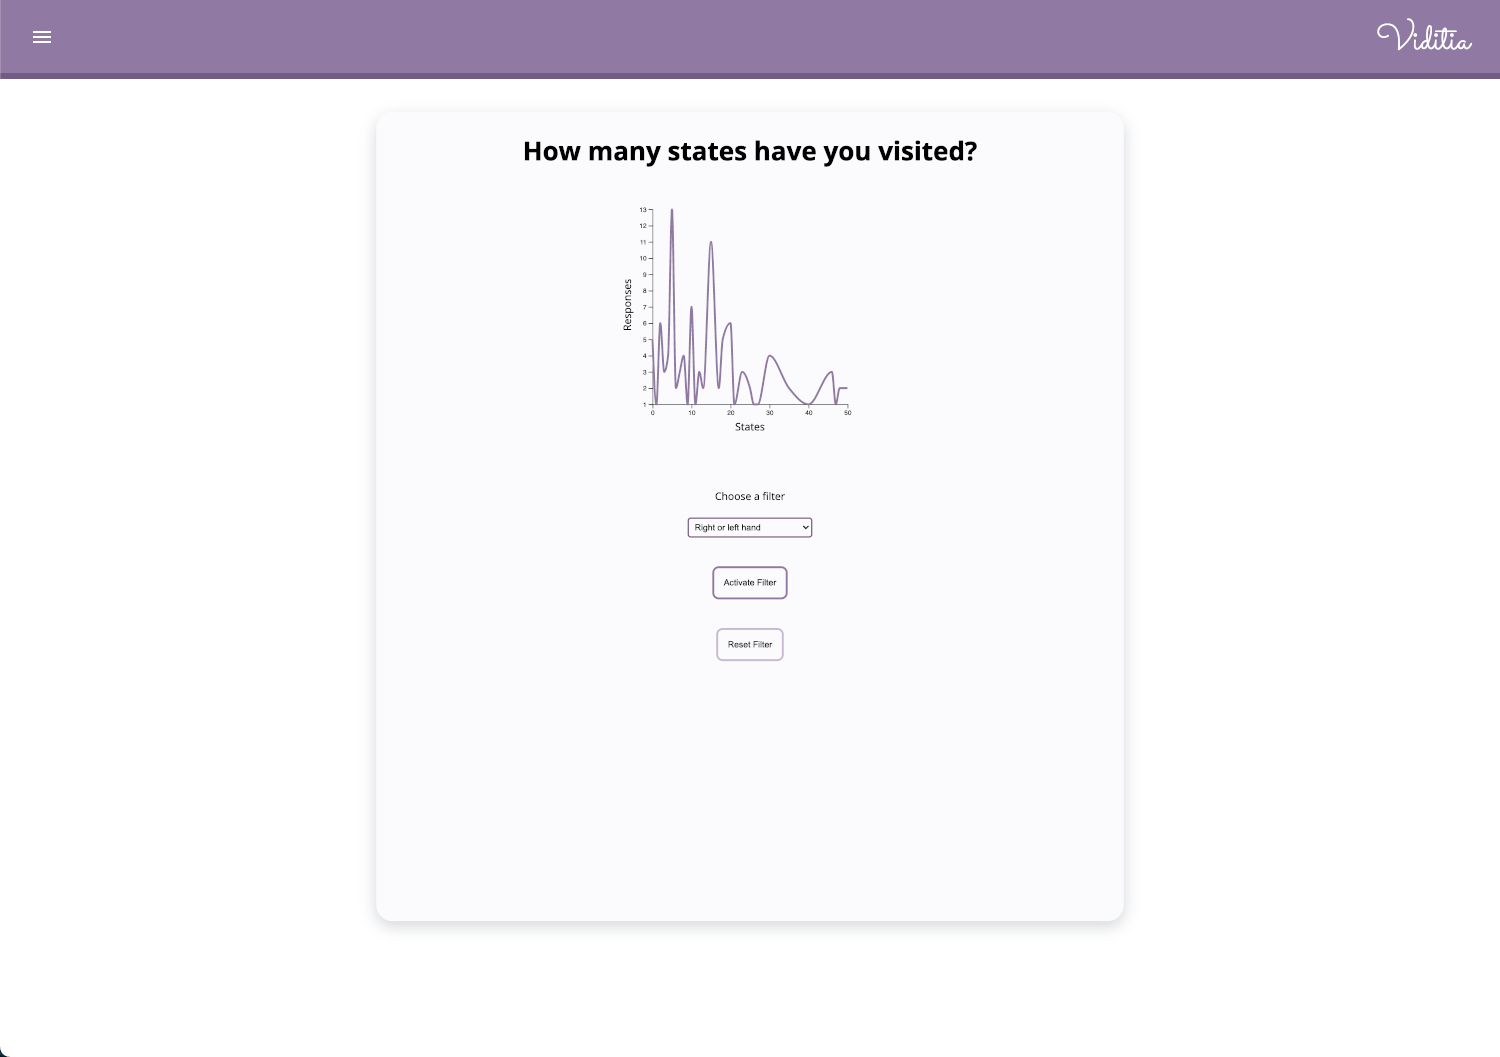 Viditia
How many states have you visited?
13
12
11
10
9
8
7
6
5
4
3
2
1
Responses
0 10 20 30 40 50
States
Choose a filter
Right or left hand
Activate Filter
Reset Filter